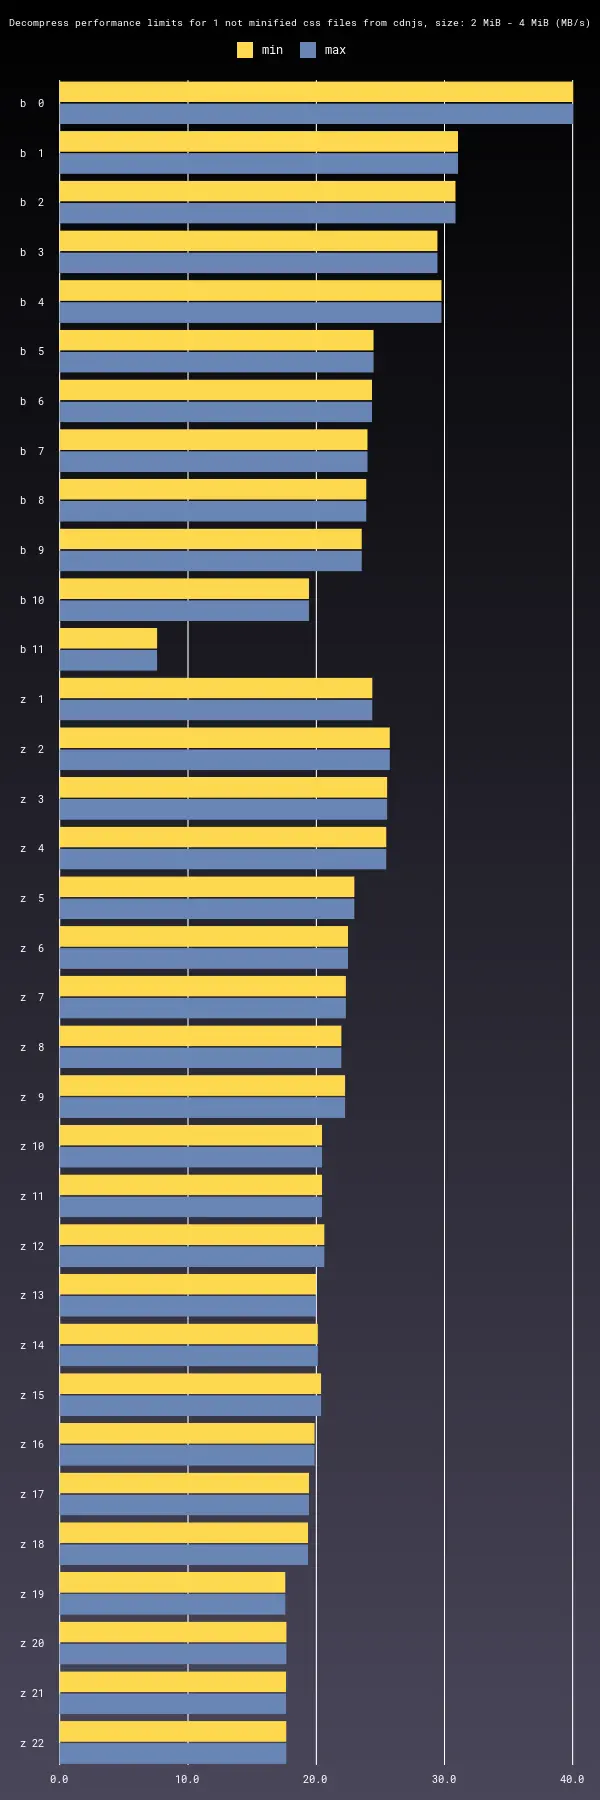 Decompress performance limits for 1 not minified css files from cdnjs, size: 2 MiB - 4 MiB (MB/s)
min max
b 0
b 1
b 2
b 3
b 4
b 5
b 6
b 7
b 8
b 9
b 10
b 11
z 1
z 2
z 3
z 4
z 5
z 6
z 7
z 8
z 9
z 10
z 11
z 12
z 13
z 14
z 15
z 16
z 17
z 18
z 19
z 20
z 21
z 22
0.0 10.0 20.0 30.0 40.0